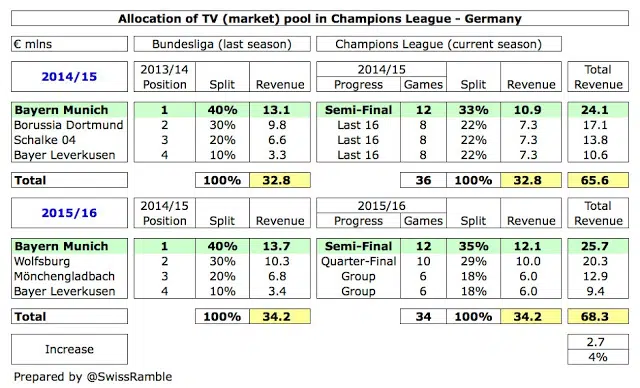 Allocation of TV (market) pool in Champions League - Germany
€ mlns Bundesliga (last season) Champions League (current season)
2013/14 2014/15 Total
2014/15 Position Split Revenue Progress Games Split Revenue Revenue
Bayern Munich 1 40% 13.1 Semi-Final 12 33% 10.9 24.1
Borussia Dortmund 2 30% 9.8 Last 16 8 22% 7.3 17.1
Schalke 04 3 20% 6.6 Last 16 8 22% 7.3 13.8
Bayer Leverkusen 4 10% 3.3 Last 16 8 22% 7.3 10.6
Total 100% 32.8 36 100% 32.8 65.6
2014/15 2015/16 Total
2015/16 Position Split Revenue Progress Games Split Revenue Revenue
Bayern Munich 1 40% 13.7 Semi-Final 12 35% 12.1 25.7
Wolfsburg 2 30% 10.3 Quarter-Final 10 29% 10.0 20.3
Mönchengladbach 3 20% 6.8 Group 6 18% 6.0 12.9
Bayer Leverkusen 4 10% 3.4 Group 6 18% 6.0 9.4
Total 100% 34.2 34 100% 34.2 68.3
Increase 2.7
4%
Prepared by @SwissRamble